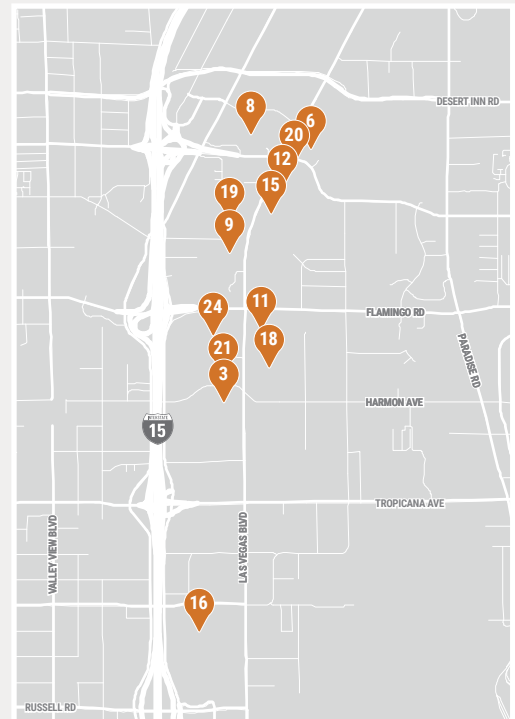 DESERT INN RD
8
6
20
12
15
19
9
11
24
FLAMINGO RD
18
21
PARADISE RD
3
HARMON AVE
INTERSTATE
15
TROPICANA AVE
VALLEY VIEW BLVD
LAS VEGAS BLVD
16
RUSSELL RD